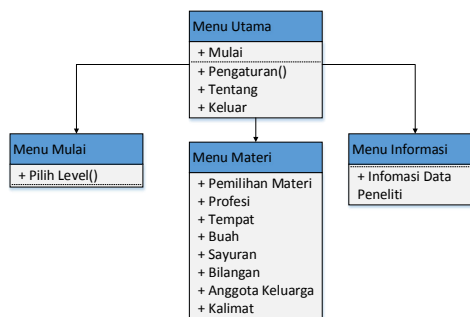 Menu Utama
+ Mulai
+ Pengaturan()
+ Tentang
+ Keluar
Menu Mulai
+ Pilih Level()
Menu Materi
+ Pemilihan Materi
+ Profesi
+ Tempat
+ Buah
+ Sayuran
+ Bilangan
+ Anggota Keluarga
+ Kalimat
Menu Informasi
+ Infomasi Data
Peneliti